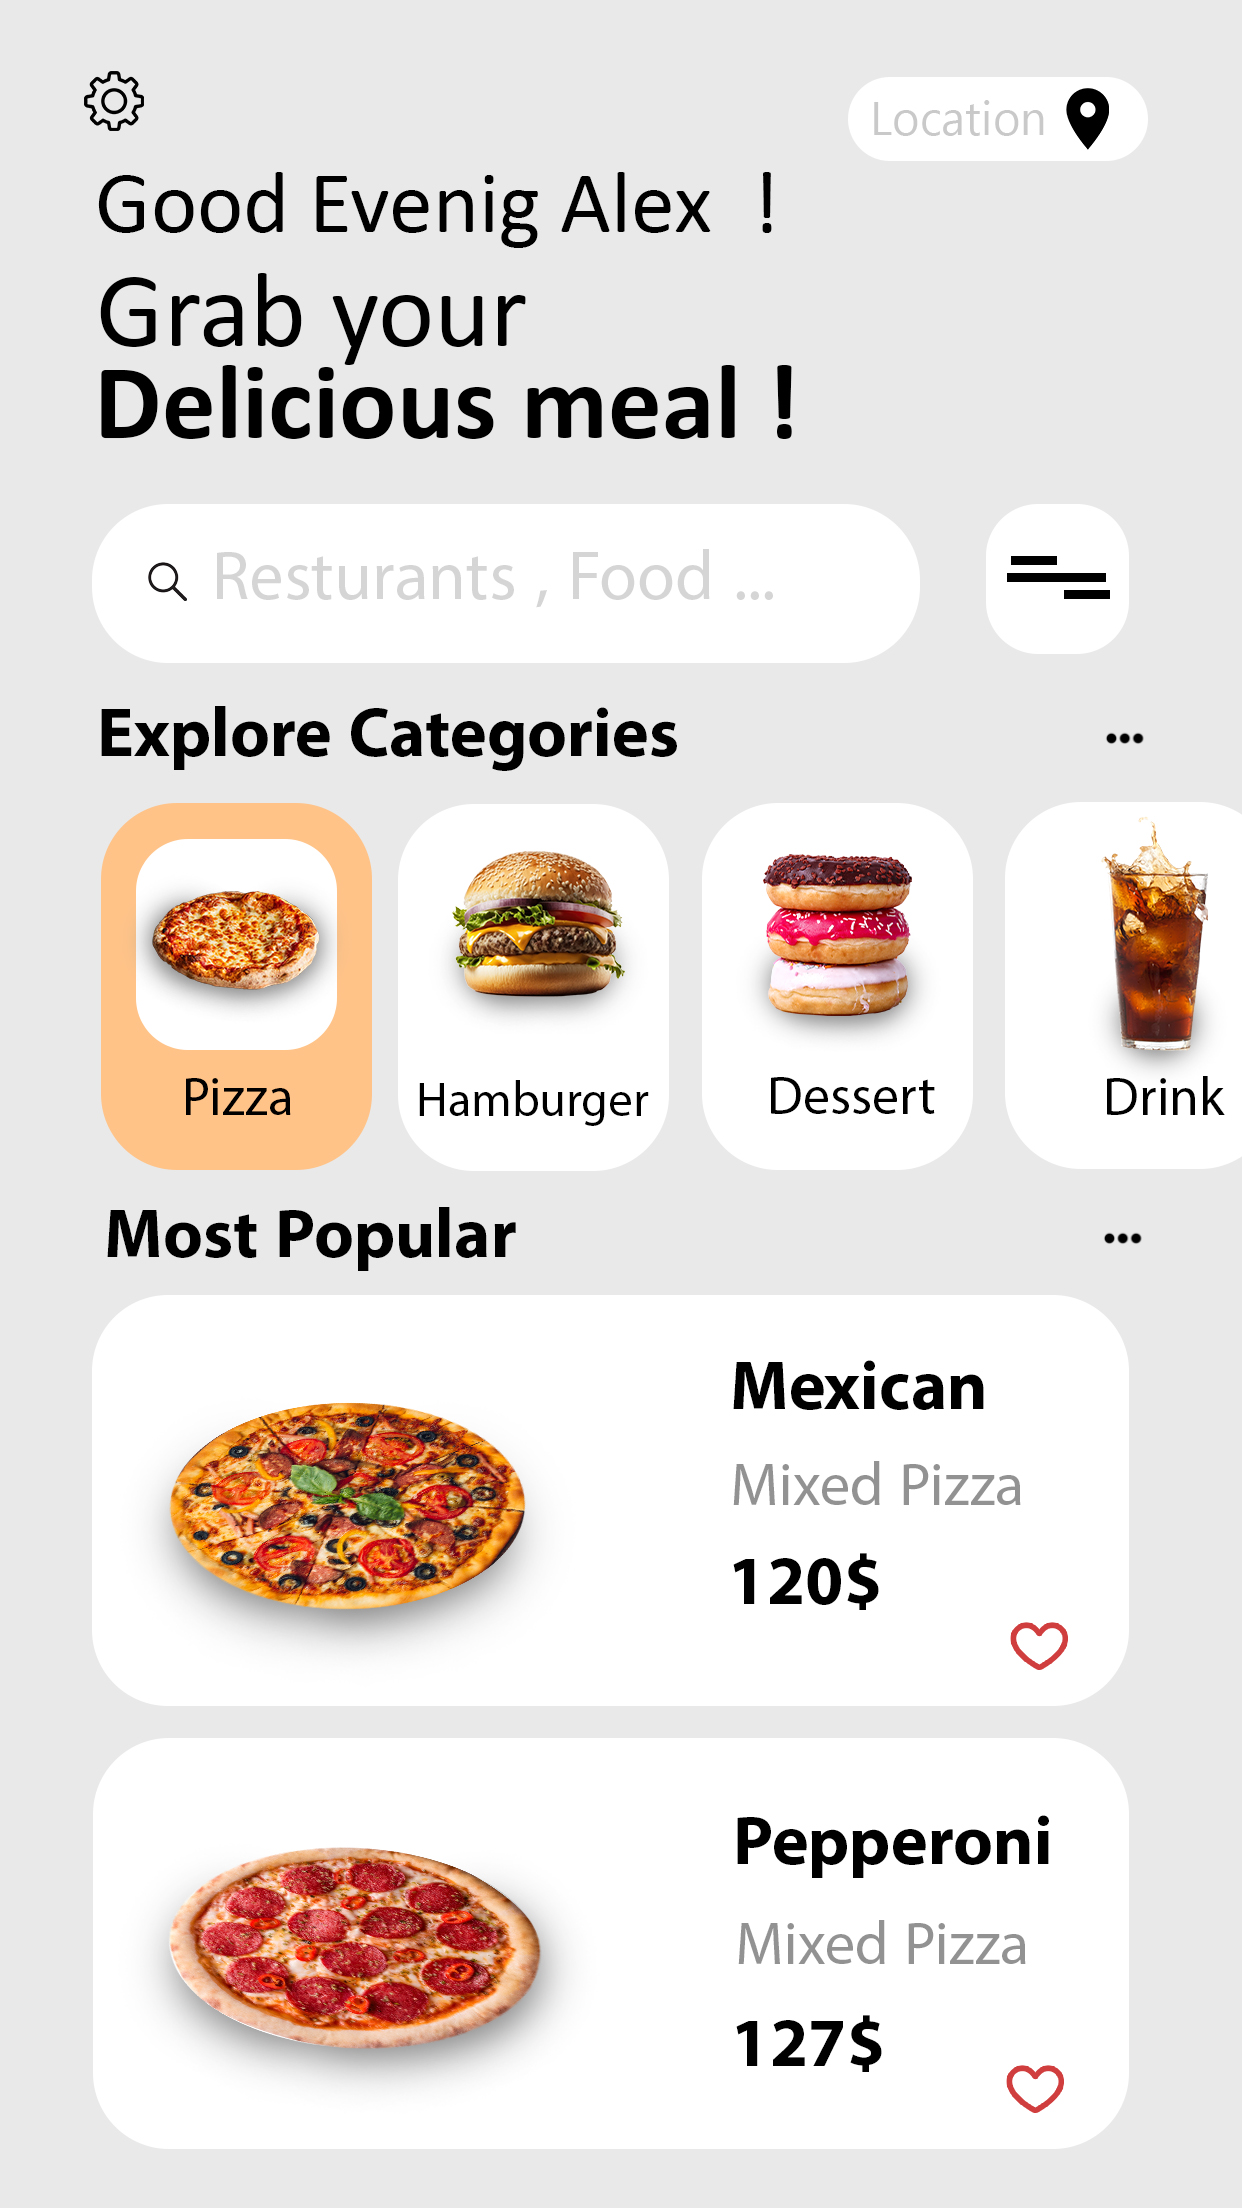 Location
Good Evenig Alex  !
Grab your
Delicious meal !
Resturants , Food ...
Explore Categories
Pizza
Hamburger
Dessert
Drink
Most Popular
Mexican
Mixed Pizza
120$
Pepperoni
Mixed Pizza
127$